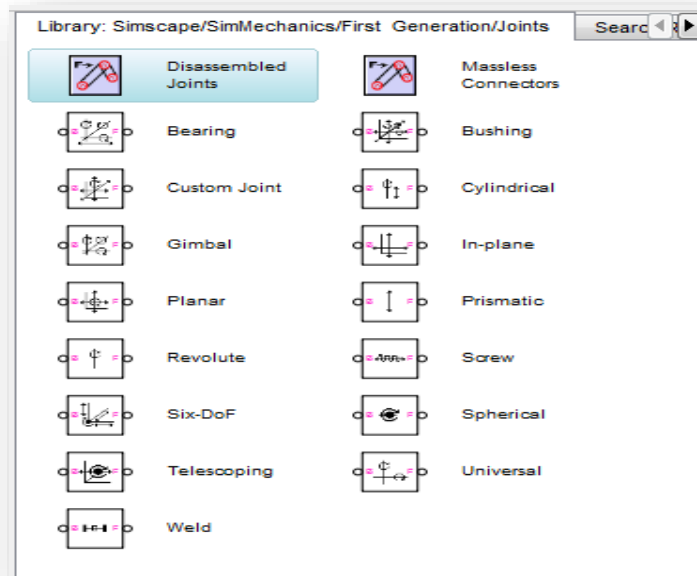 Library: Simscape/SimMechanics/First Generation/Joints
Searc
Disassembled
Joints
Massless
Connectors
Bearing
Bushing
Custom Joint
Cylindrical
Gimbal
In-plane
Planar
Prismatic
Revolute
Screw
Six-DoF
Spherical
Telescoping
Universal
Weld